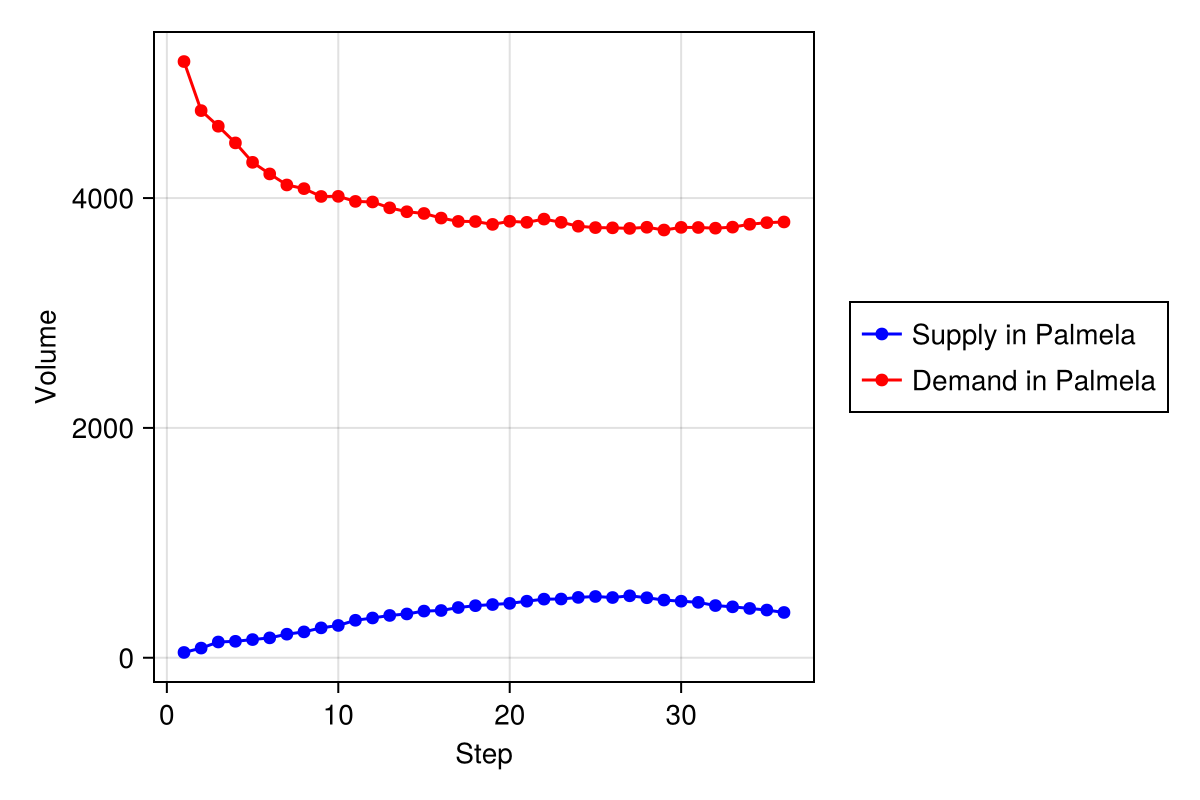 4000
2000
0
0 10 20 30
Volume
Step
Supply in Palmela
Demand in Palmela